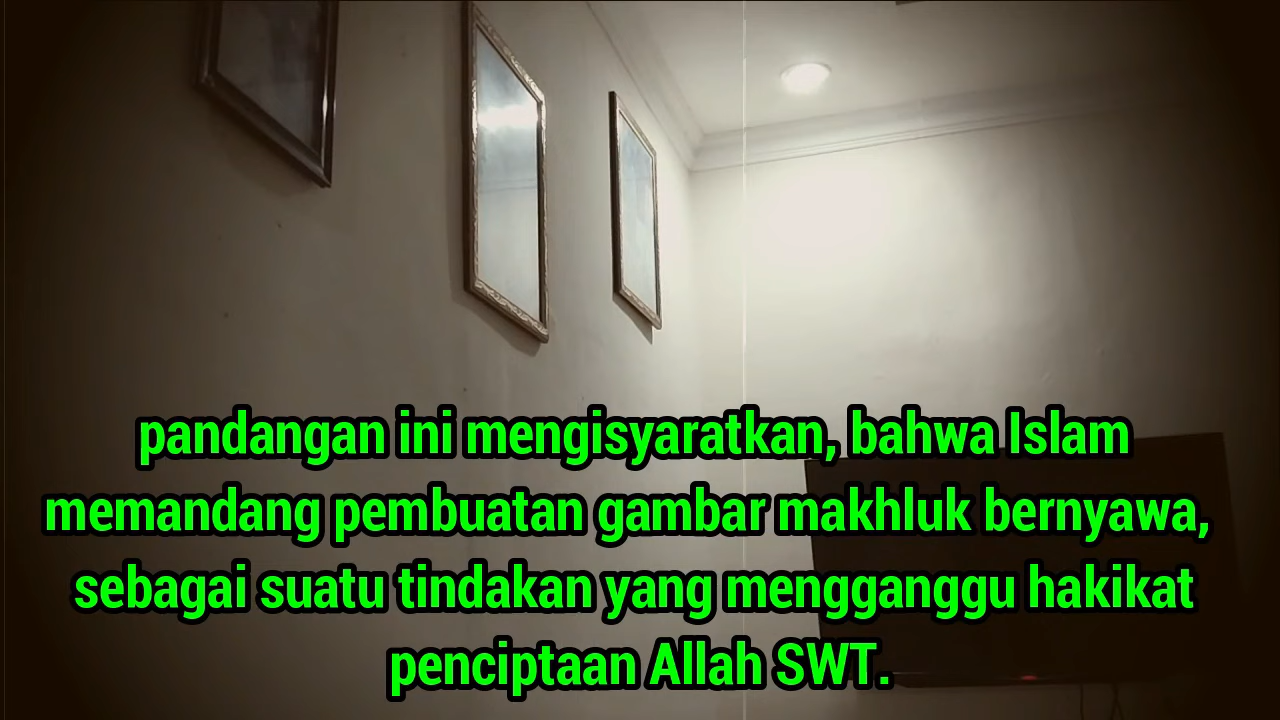 pandangan ini mengisyaratkan, bahwa Islam
memandang pembuatan gambar makhluk bernyawa,
sebagai suatu tindakan yang mengganggu hakikat
penciptaan Allah SWT.